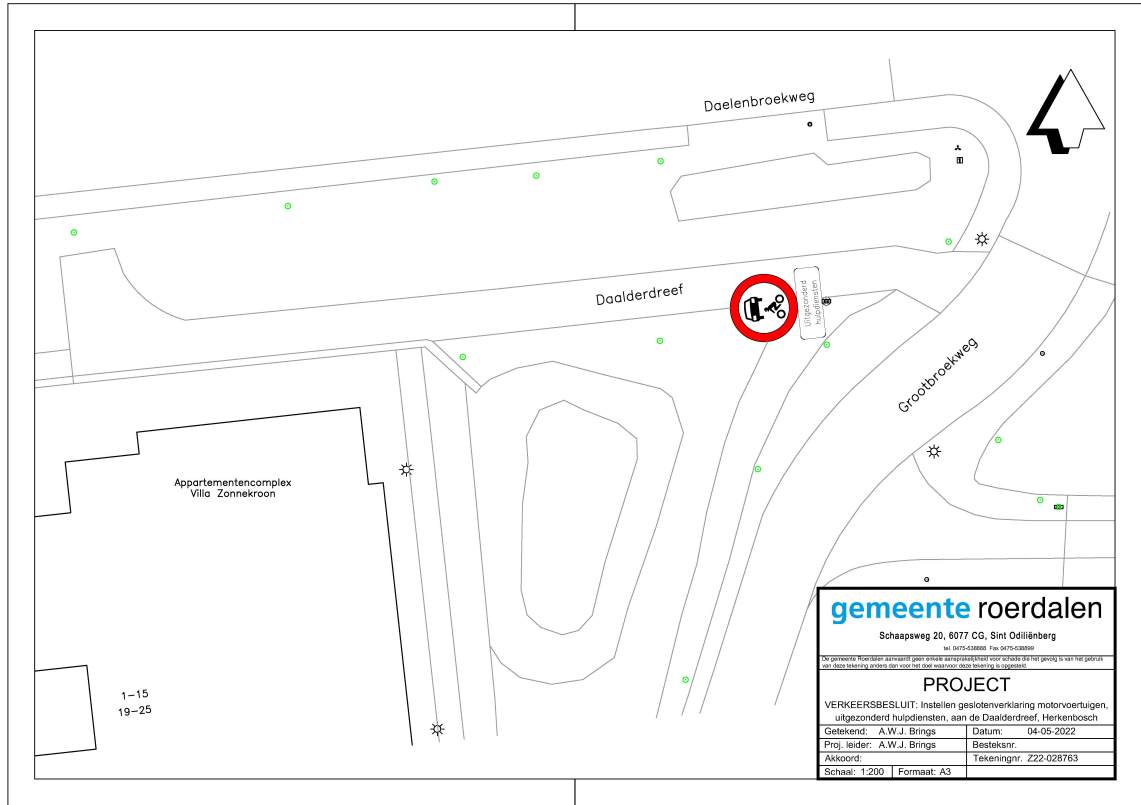 Daelenbroekweg
Daalderdreef
Uitgezonderd
hulpdiensten
Grootbroekweg
Appartementencomplex
Villa Zonnekroon
1-15
19-25
gemeente roerdalen
Schaapsweg 20, 6077 CG, Sint Odiliënberg
tel. 0475-538888 Fax 0475-538899
De gemeente Roerdalen aanvaardt geen enkele aansprakelijkheid voor schade die het gevolg is van het gebruik
van deze tekening anders dan voor het doel waarvoor deze tekening is opgesteld.
PROJECT
VERKEERSBESLUIT: Instellen geslotenverklaring motorvoertuigen,
uitgezonderd hulpdiensten, aan de Daalderdreef, Herkenbosch
Getekend: A.W.J. Brings Datum: 04-05-2022
Proj. leider: A.W.J. Brings Besteksnr.
Akkoord: Tekeningnr. Z22-028763
Schaal: 1:200 Formaat: A3